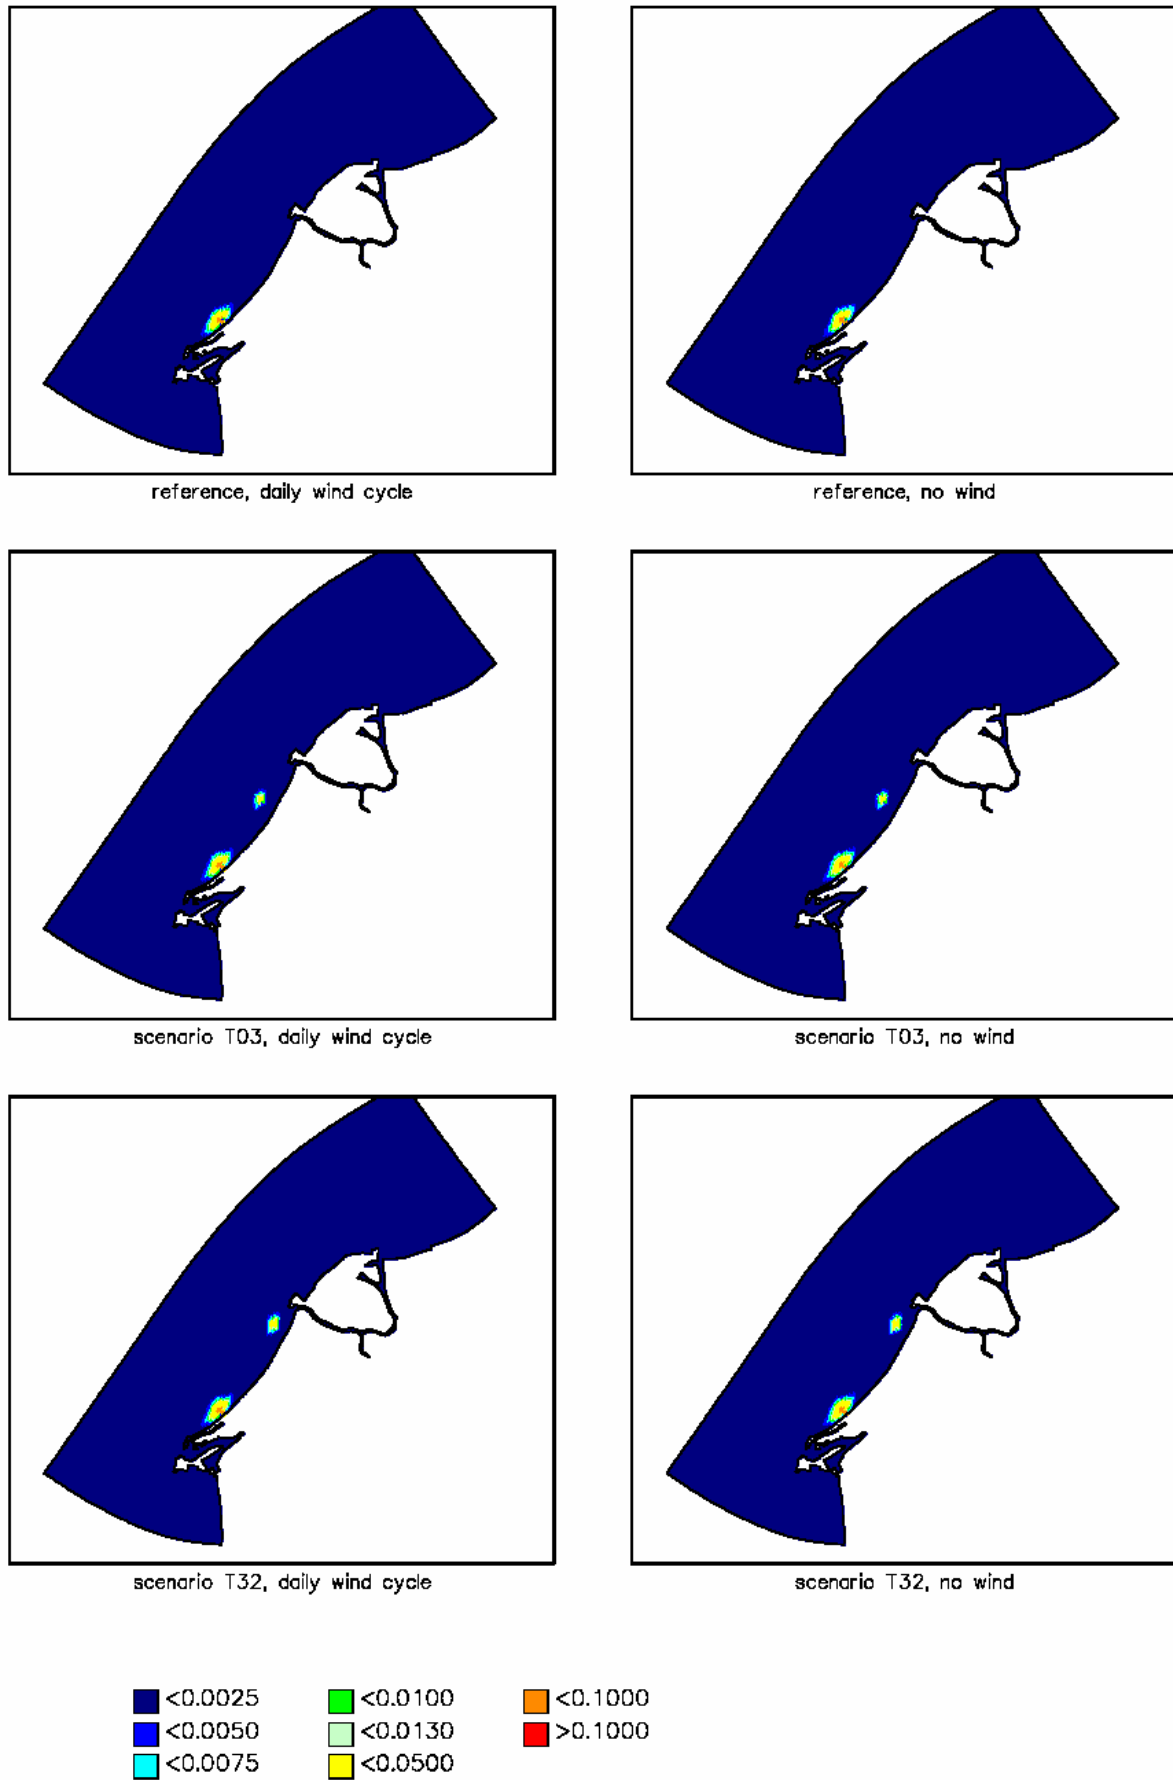 reference, daily wind cycle
reference, no wind
scenario T03, daily wind cycle
scenario T03, no wind
scenario T32, daily wind cycle
scenario T32, no wind
<0.0025
<0.0050
<0.0075
<0.0100
<0.0130
<0.0500
<0.1000
>0.1000